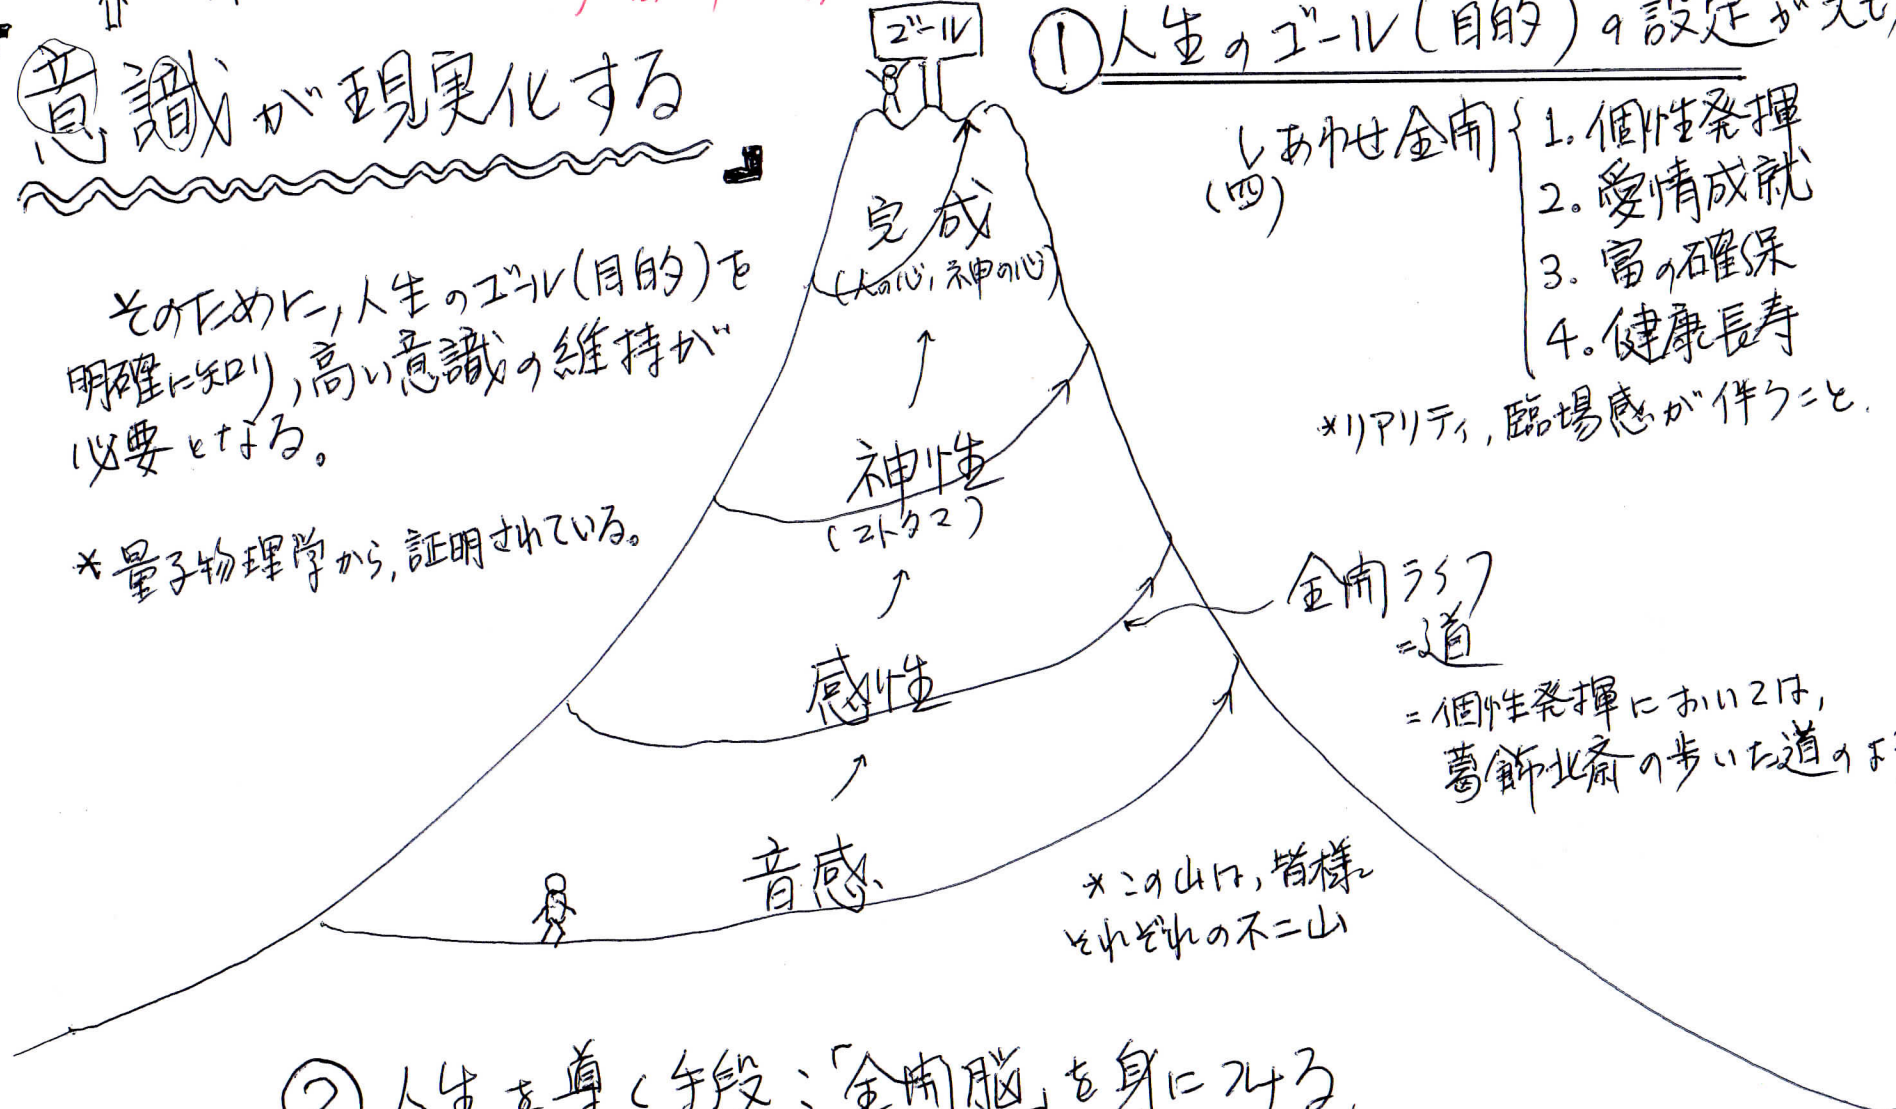 意識が現実化する
そのために,人生のゴール(目的)を
明確に知り,高い意識の維持が
必要となる。
*量子物理学から,証明されている。
ゴール
完成
(人の心,神の心)
神性
(コトタマ)
感性
音感
①人生のゴール(目的)の設定が
しあわせ全開
(四)
1.個性発揮
2.愛情成就
3.富の確保
4.健康長寿
*リアリティ,臨場感が伴うこと.
全開ライフ
=道
=個性発揮においては,
葛飾北斎の歩いた道の
*この山は,皆様
それぞれの不二山
②人生を導く手段:「全開脳」を身につける.